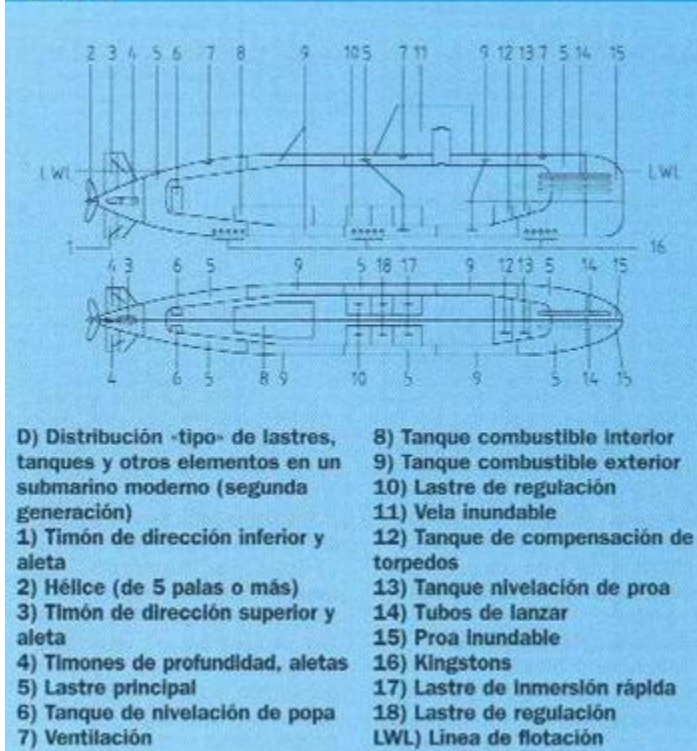 2 3 4 5 6 7 8 9 10 5 7 11 9 12 13 7 5 14 15
LWL LWL
1 16
4 3 5 9 5 18 17 9 12 13 5 14 15
6
4 6 5 8 9 10 5 9 5 14 15
D) Distribución «tipo» de lastres,
tanques y otros elementos en un
submarino moderno (segunda
generación)
1) Timón de dirección inferior y
aleta
2) Hélice (de 5 palas o más)
3) Timón de dirección superior y
aleta
4) Timones de profundidad, aletas
5) Lastre principal
6) Tanque de nivelación de popa
7) Ventilación
8) Tanque combustible interior
9) Tanque combustible exterior
10) Lastre de regulación
11) Vela inundable
12) Tanque de compensación de
torpedos
13) Tanque nivelación de proa
14) Tubos de lanzar
15) Proa inundable
16) Kingstons
17) Lastre de inmersión rápida
18) Lastre de regulación
LWL) Linea de flotación